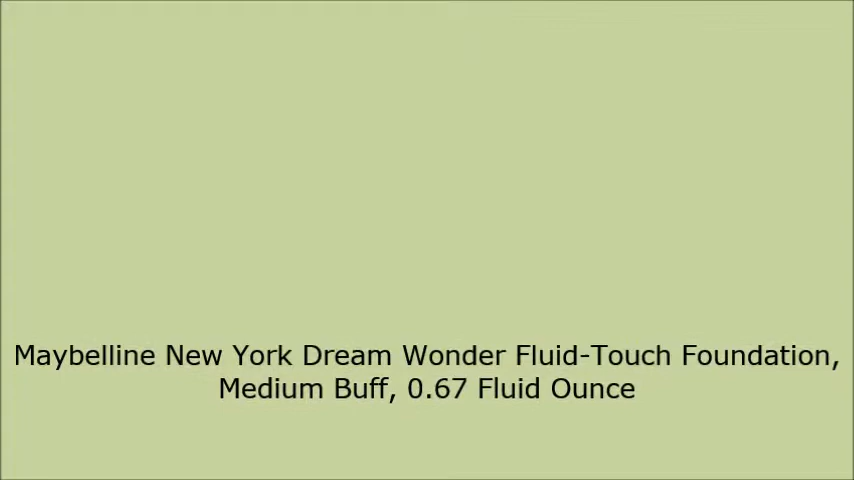 Maybelline New York Dream Wonder Fluid-Touch Foundation,
Medium Buff, 0.67 Fluid Ounce